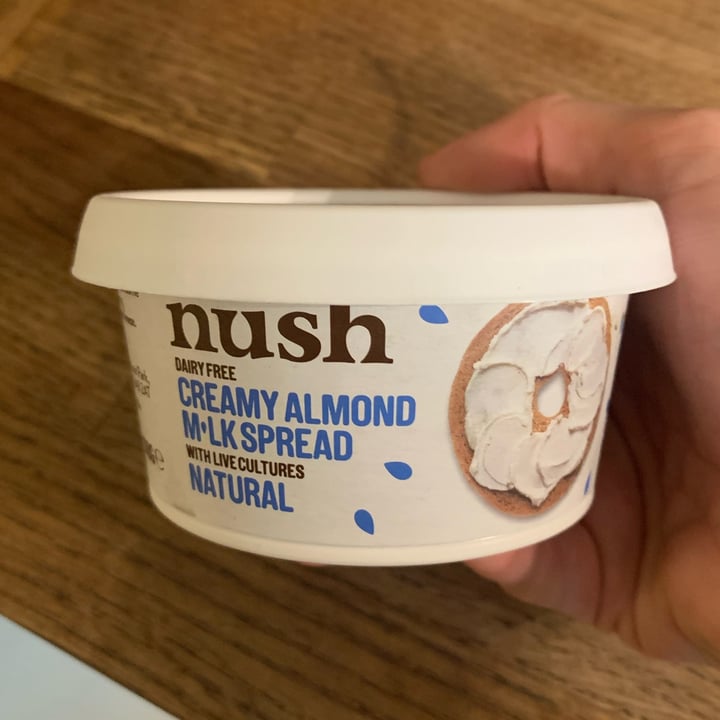 nush
DAIRY FREE
CREAMY ALMOND
M•LK SPREAD
WITH LIVE CULTURES
NATURAL